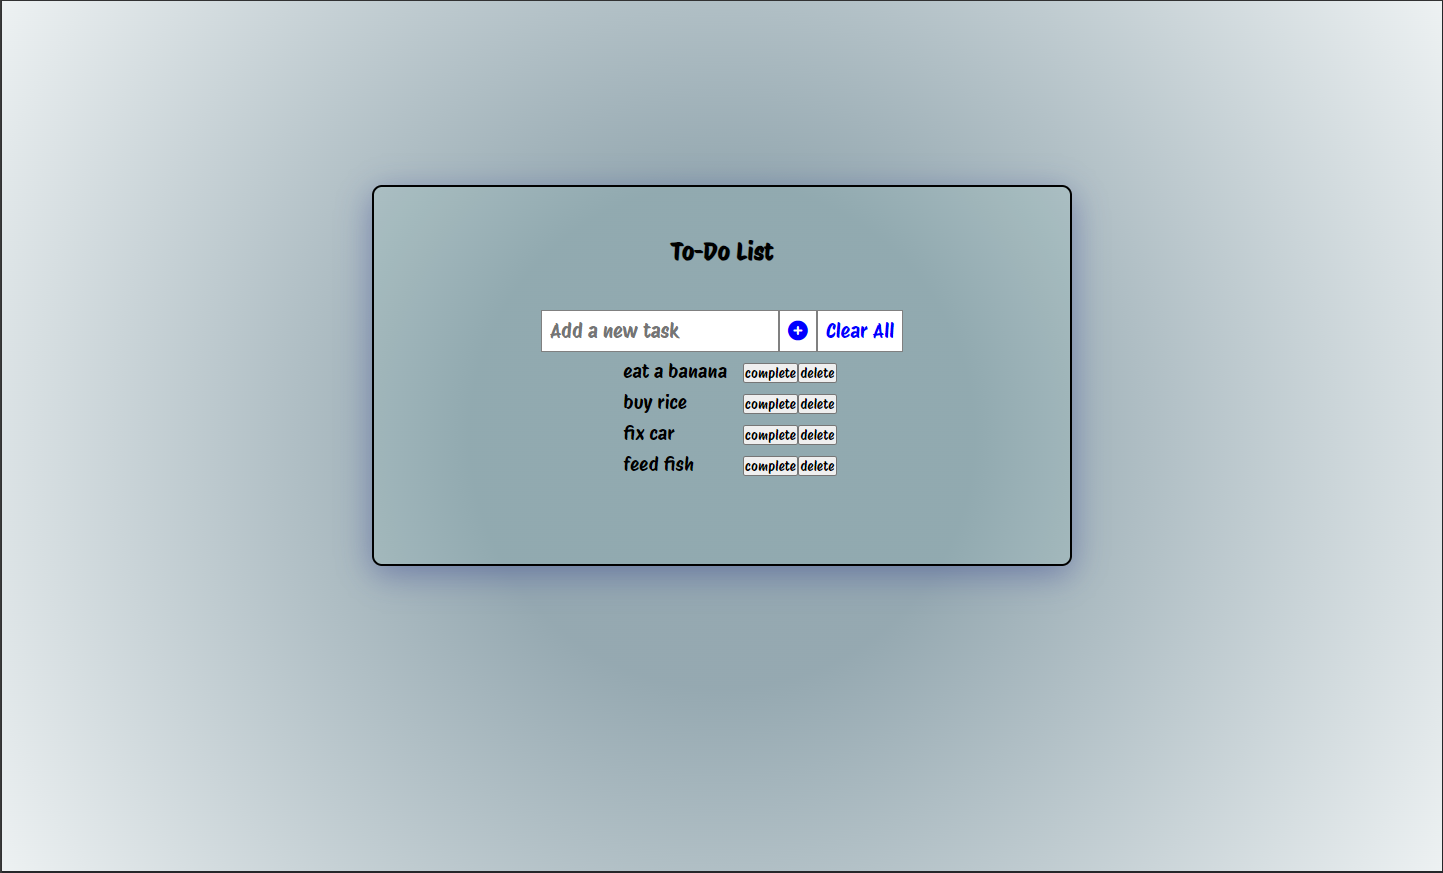 To-Do List
Add a new task + Clear All
eat a banana complete delete
buy rice complete delete
fix car complete delete
feed fish complete delete